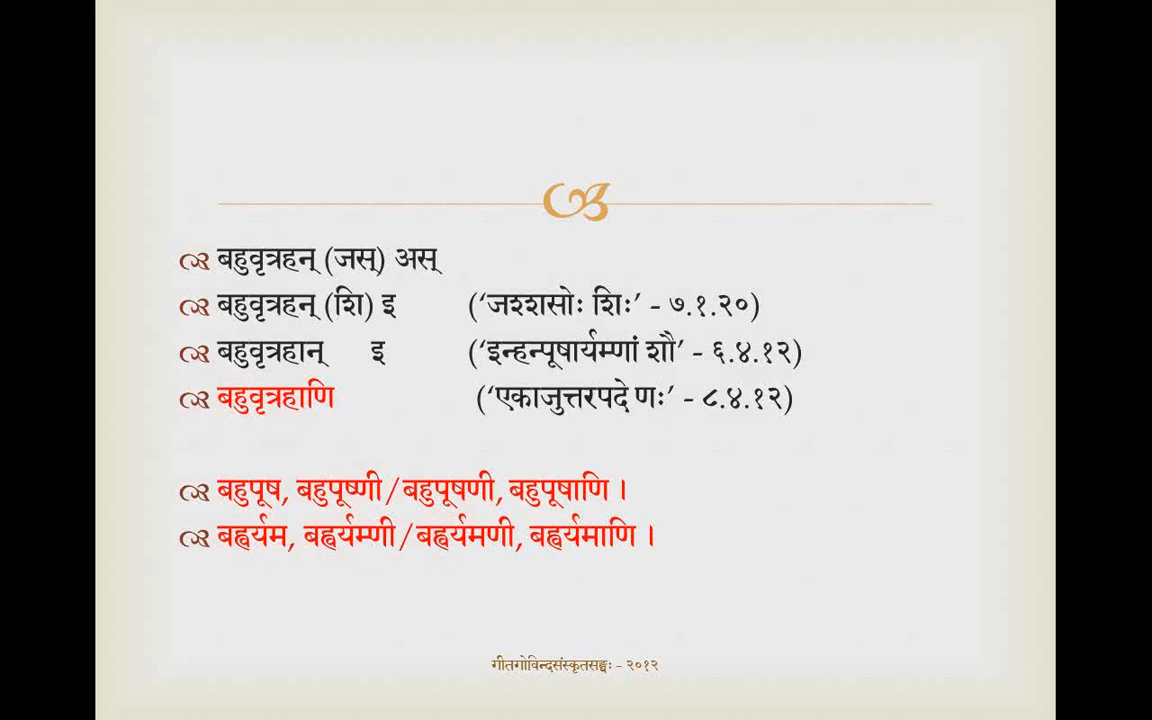 बहुवृत्रहन् (जस्) अस्
बहुवृत्रहन् (शि) इ ('जश्शसोः शिः' - ७.१.२०)
बहुवृत्रहान् इ ('इन्हन्पूषार्यम्णां शौ' - ६.४.१२)
बहुवृत्रहाणि ('एकाजुत्तरपदे णः' - ८.४.१२)
बहुपूष, बहुपूष्णी/बहुपूषणी, बहुपूषाणि ।
बह्वर्यम, बह्वर्यम्णी/बह्वर्यमणी, बह्वर्यमाणि ।
गीतगोविन्दसंस्कृतसङ्घः - २०१२